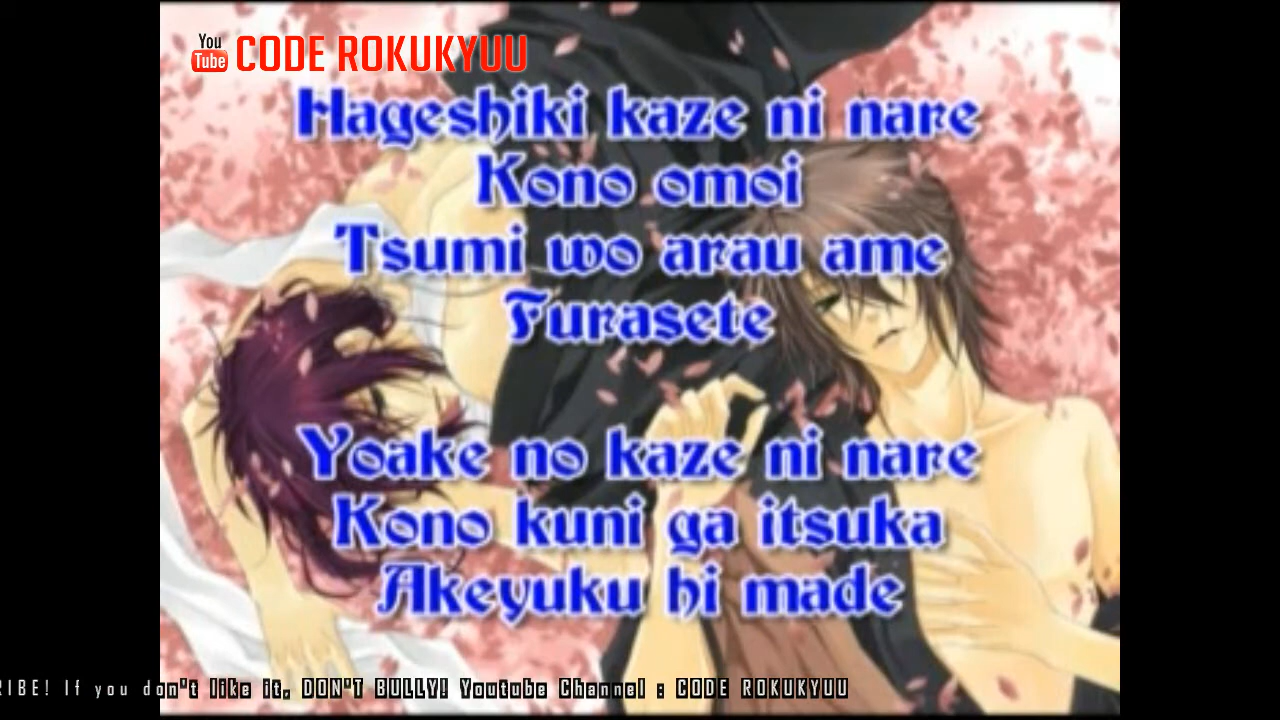 You Tube CODE ROKUKYUU
Hageshiki kaze ni nare
Kono omoi
Tsumi wo arau ame
Furasete
Yoake no kaze ni nare
Kono kuni ga itsuka
Akeyuku hi made
RIBE! If you don't like it, DON'T BULLY! Youtube Channel : CODE ROKUKYUU